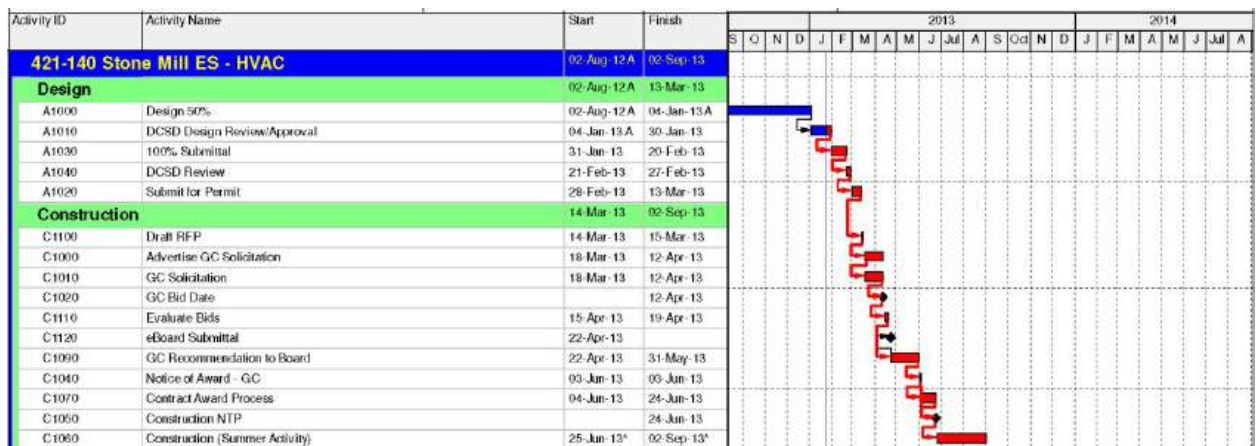 Activity ID Activity Name Start Finish 2013 2014
S O N D J F M A M J Jul A S Oct N D J F M A M J Jul A
421-140 Stone Mill ES - HVAC 02-Aug-12 A 02-Sep-13
Design 02-Aug-12 A 13-Mar-13
A1000 Design 50% 02-Aug-12 A 04-Jan-13 A
A1010 DCSD Design Review/Approval 04-Jan-13 A 30-Jan-13
A1030 100% Submittal 31-Jan-13 20-Feb-13
A1040 DCSD Review 21-Feb-13 27-Feb-13
A1020 Submit for Permit 28-Feb-13 13-Mar-13
Construction 14-Mar-13 02-Sep-13
C1100 Draft RFP 14-Mar-13 15-Mar-13
C1000 Advertise GC Solicitation 18-Mar-13 12-Apr-13
C1010 GC Solicitation 18-Mar-13 12-Apr-13
C1020 GC Bid Date 12-Apr-13
C1110 Evaluate Bids 15-Apr-13 19-Apr-13
C1120 eBoard Submittal 22-Apr-13
C1090 GC Recommendation to Board 22-Apr-13 31-May-13
C1040 Notice of Award - GC 03-Jun-13 03-Jun-13
C1070 Contract Award Process 04-Jun-13 24-Jun-13
C1050 Construction NTP 24-Jun-13
C1060 Construction (Summer Activity) 25-Jun-13* 02-Sep-13*